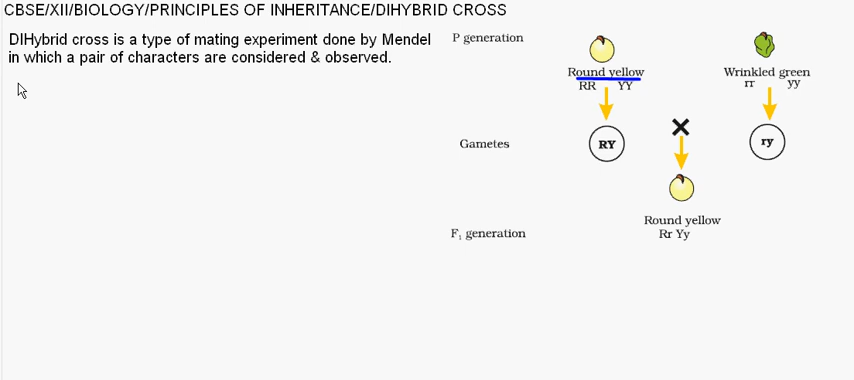 CBSE/XII/BIOLOGY/PRINCIPLES OF INHERITANCE/DIHYBRID CROSS
DIHybrid cross is a type of mating experiment done by Mendel
in which a pair of characters are considered & observed.
P generation
Round yellow
RR YY
Wrinkled green
rr yy
Gametes
RY
ry
Round yellow
Rr Yy
F₁ generation